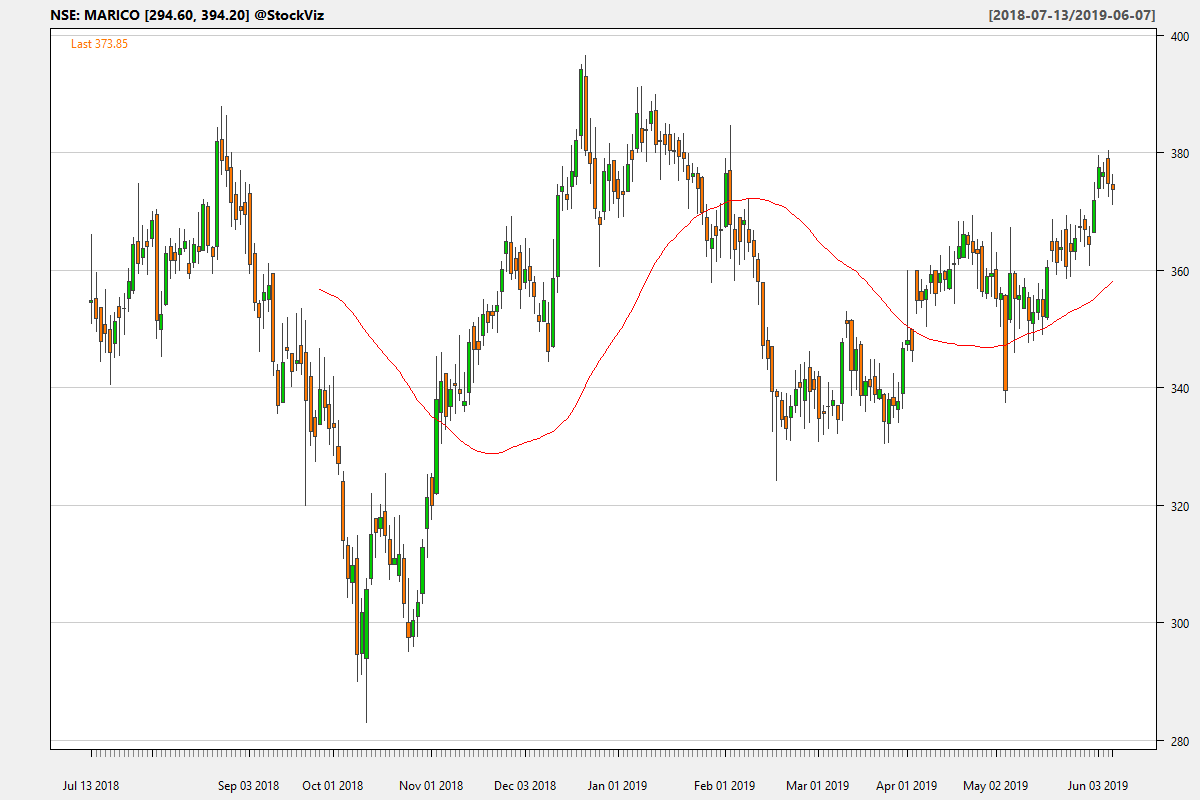 NSE: MARICO [294.60, 394.20] @StockViz
[2018-07-13/2019-06-07]
Last 373.85
400
380
360
340
320
300
280
Jul 13 2018
Sep 03 2018
Oct 01 2018
Nov 01 2018
Dec 03 2018
Jan 01 2019
Feb 01 2019
Mar 01 2019
Apr 01 2019
May 02 2019
Jun 03 2019